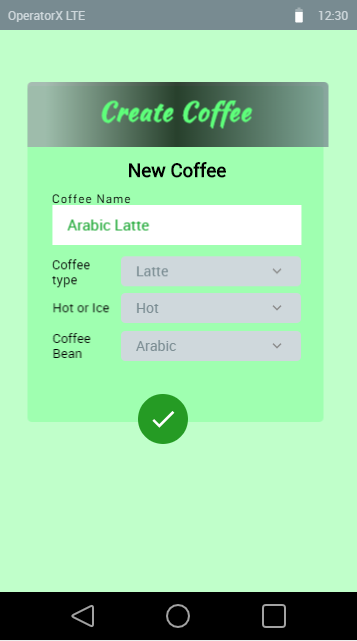 OperatorX LTE 12:30
Create Coffee
New Coffee
Coffee Name
Arabic Latte
Coffee type
Latte
Hot or Ice
Hot
Coffee Bean
Arabic